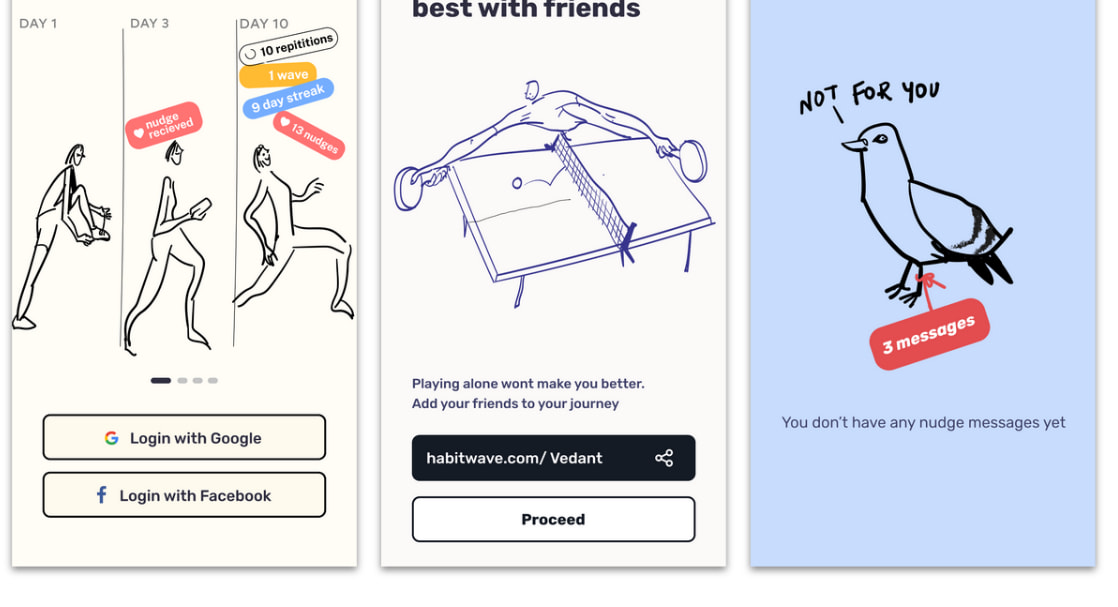 DAY 1
DAY 3
DAY 10
10 repititions
1 wave
9 day streak
13 nudges
nudge
recieved
Login with Google
Login with Facebook
best with friends
Playing alone wont make you better.
Add your friends to your journey
habitwave.com/ Vedant
Proceed
NOT FOR YOU
3 messages
You don't have any nudge messages yet